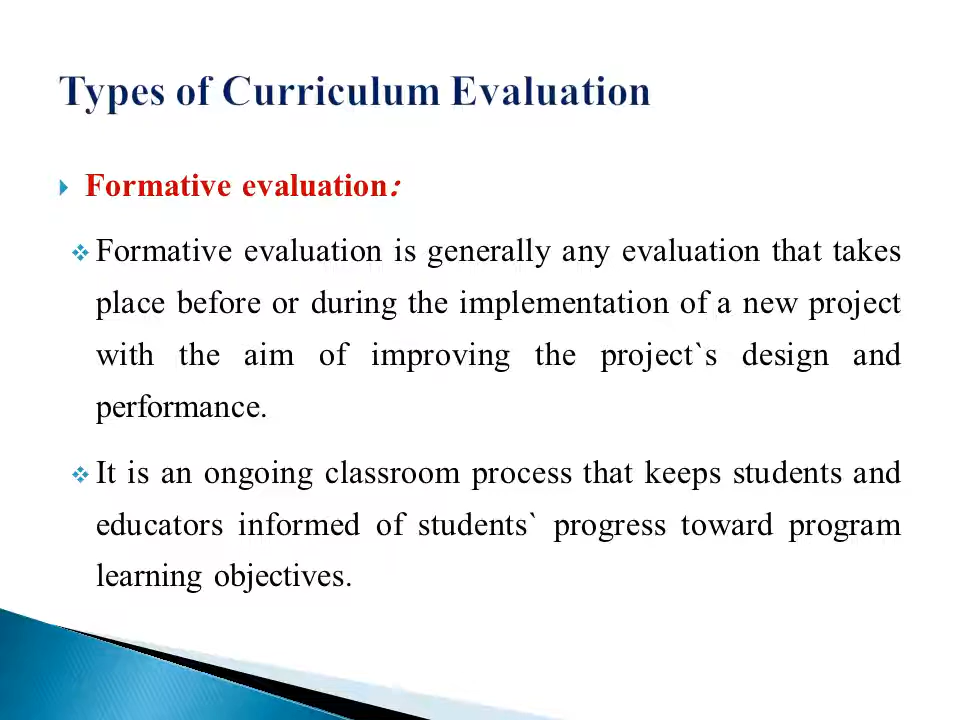 Types of Curriculum Evaluation
Formative evaluation:
Formative evaluation is generally any evaluation that takes
place before or during the implementation of a new project
with the aim of improving the project`s design and
performance.
It is an ongoing classroom process that keeps students and
educators informed of students` progress toward program
learning objectives.